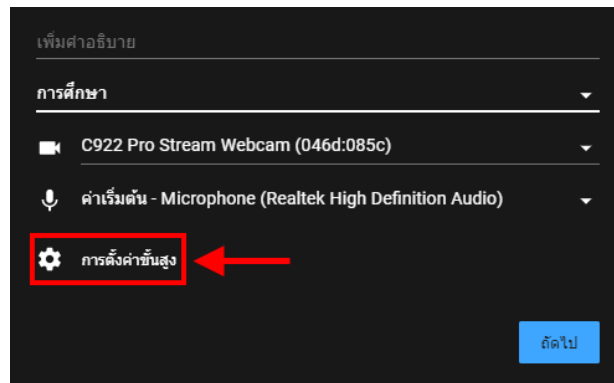 เพิ่มคำอธิบาย
การศึกษา
C922 Pro Stream Webcam (046d:085c)
ค่าเริ่มต้น - Microphone (Realtek High Definition Audio)
การตั้งค่าขั้นสูง
ถัดไป